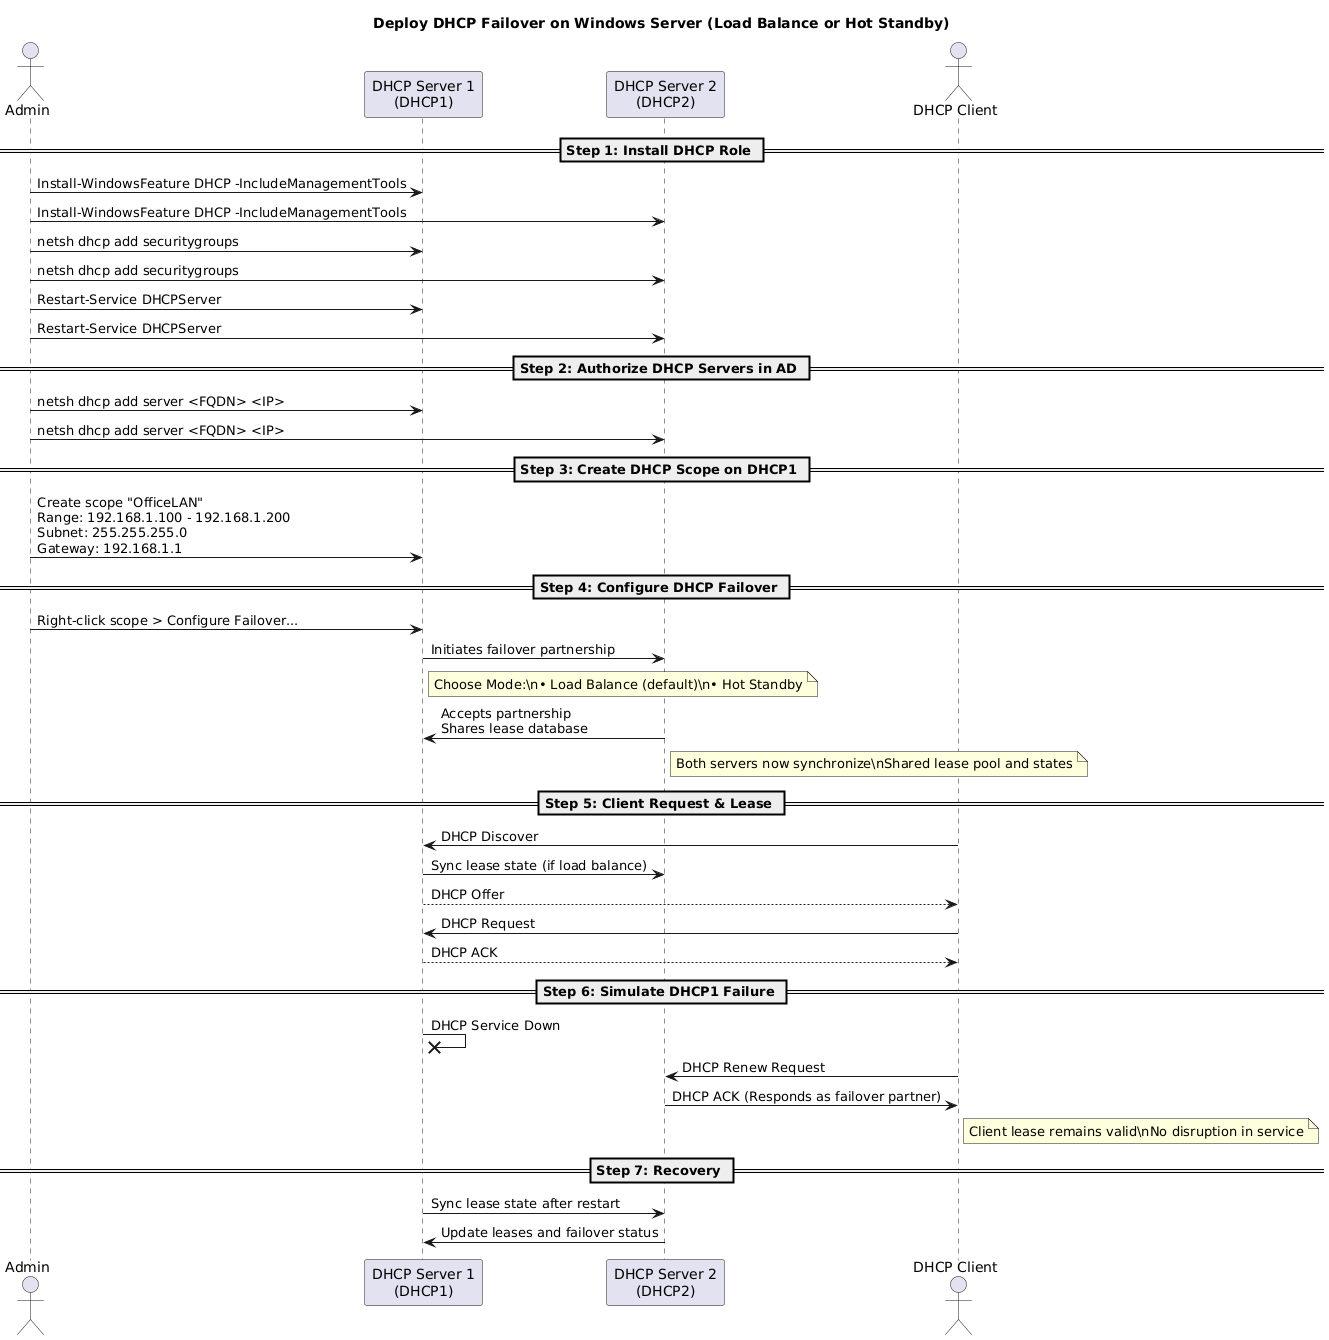 Deploy DHCP Failover on Windows Server (Load Balance or Hot Standby)
Admin
DHCP Server 1
(DHCP1)
DHCP Server 2
(DHCP2)
DHCP Client
Step 1: Install DHCP Role
Install-WindowsFeature DHCP -IncludeManagementTools
Install-WindowsFeature DHCP -IncludeManagementTools
netsh dhcp add securitygroups
netsh dhcp add securitygroups
Restart-Service DHCPServer
Restart-Service DHCPServer
Step 2: Authorize DHCP Servers in AD
netsh dhcp add server <FQDN> <IP>
netsh dhcp add server <FQDN> <IP>
Step 3: Create DHCP Scope on DHCP1
Create scope "OfficeLAN"
Range: 192.168.1.100 - 192.168.1.200
Subnet: 255.255.255.0
Gateway: 192.168.1.1
Step 4: Configure DHCP Failover
Right-click scope > Configure Failover...
Initiates failover partnership
Choose Mode:\n• Load Balance (default)\n• Hot Standby
Accepts partnership
Shares lease database
Both servers now synchronize\nShared lease pool and states
Step 5: Client Request & Lease
DHCP Discover
Sync lease state (if load balance)
DHCP Offer
DHCP Request
DHCP ACK
Step 6: Simulate DHCP1 Failure
DHCP Service Down
DHCP Renew Request
DHCP ACK (Responds as failover partner)
Client lease remains valid\nNo disruption in service
Step 7: Recovery
Sync lease state after restart
Update leases and failover status
Admin
DHCP Server 1
(DHCP1)
DHCP Server 2
(DHCP2)
DHCP Client